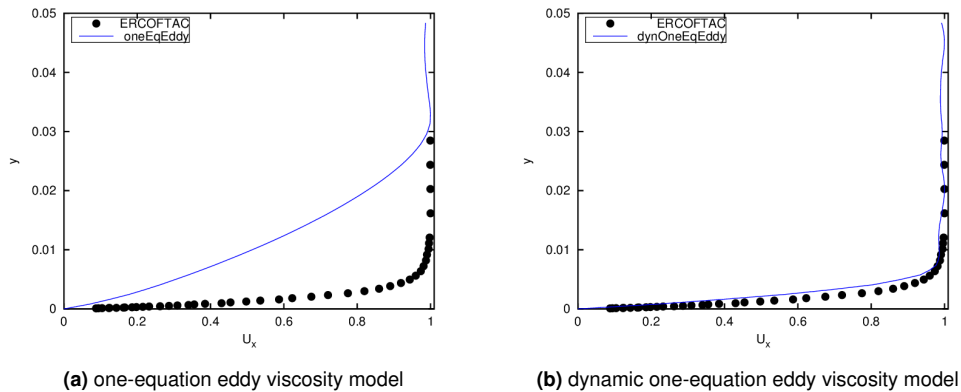 0.05
0.04
0.03
0.02
0.01
0
y
0 0.2 0.4 0.6 0.8 1
U_x
ERCOFTAC
oneEqEddy
(a) one-equation eddy viscosity model
0.05
0.04
0.03
0.02
0.01
0
y
0 0.2 0.4 0.6 0.8 1
U_x
ERCOFTAC
dynOneEqEddy
(b) dynamic one-equation eddy viscosity model